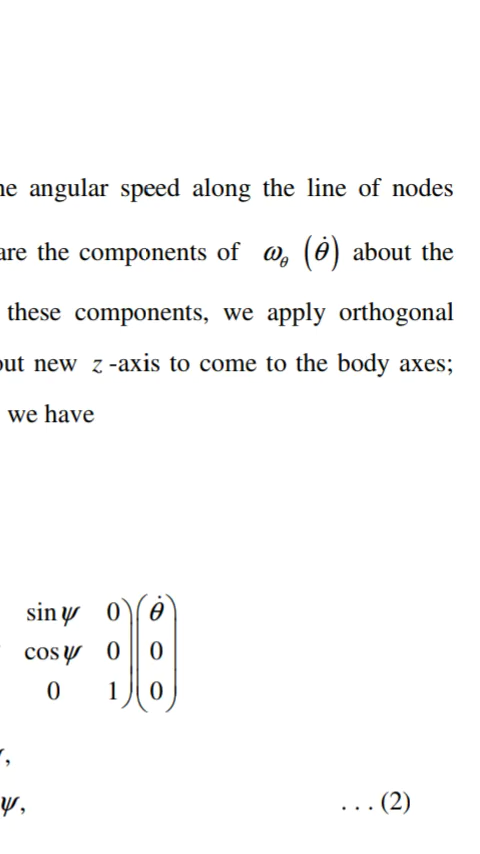 angular speed along the line of nodes
are the components of ω_θ (θ̇) about the
these components, we apply orthogonal
new z-axis to come to the body axes;
we have
sin ψ 0 θ̇
cos ψ 0 0
0 1 0
ψ, ...(2)